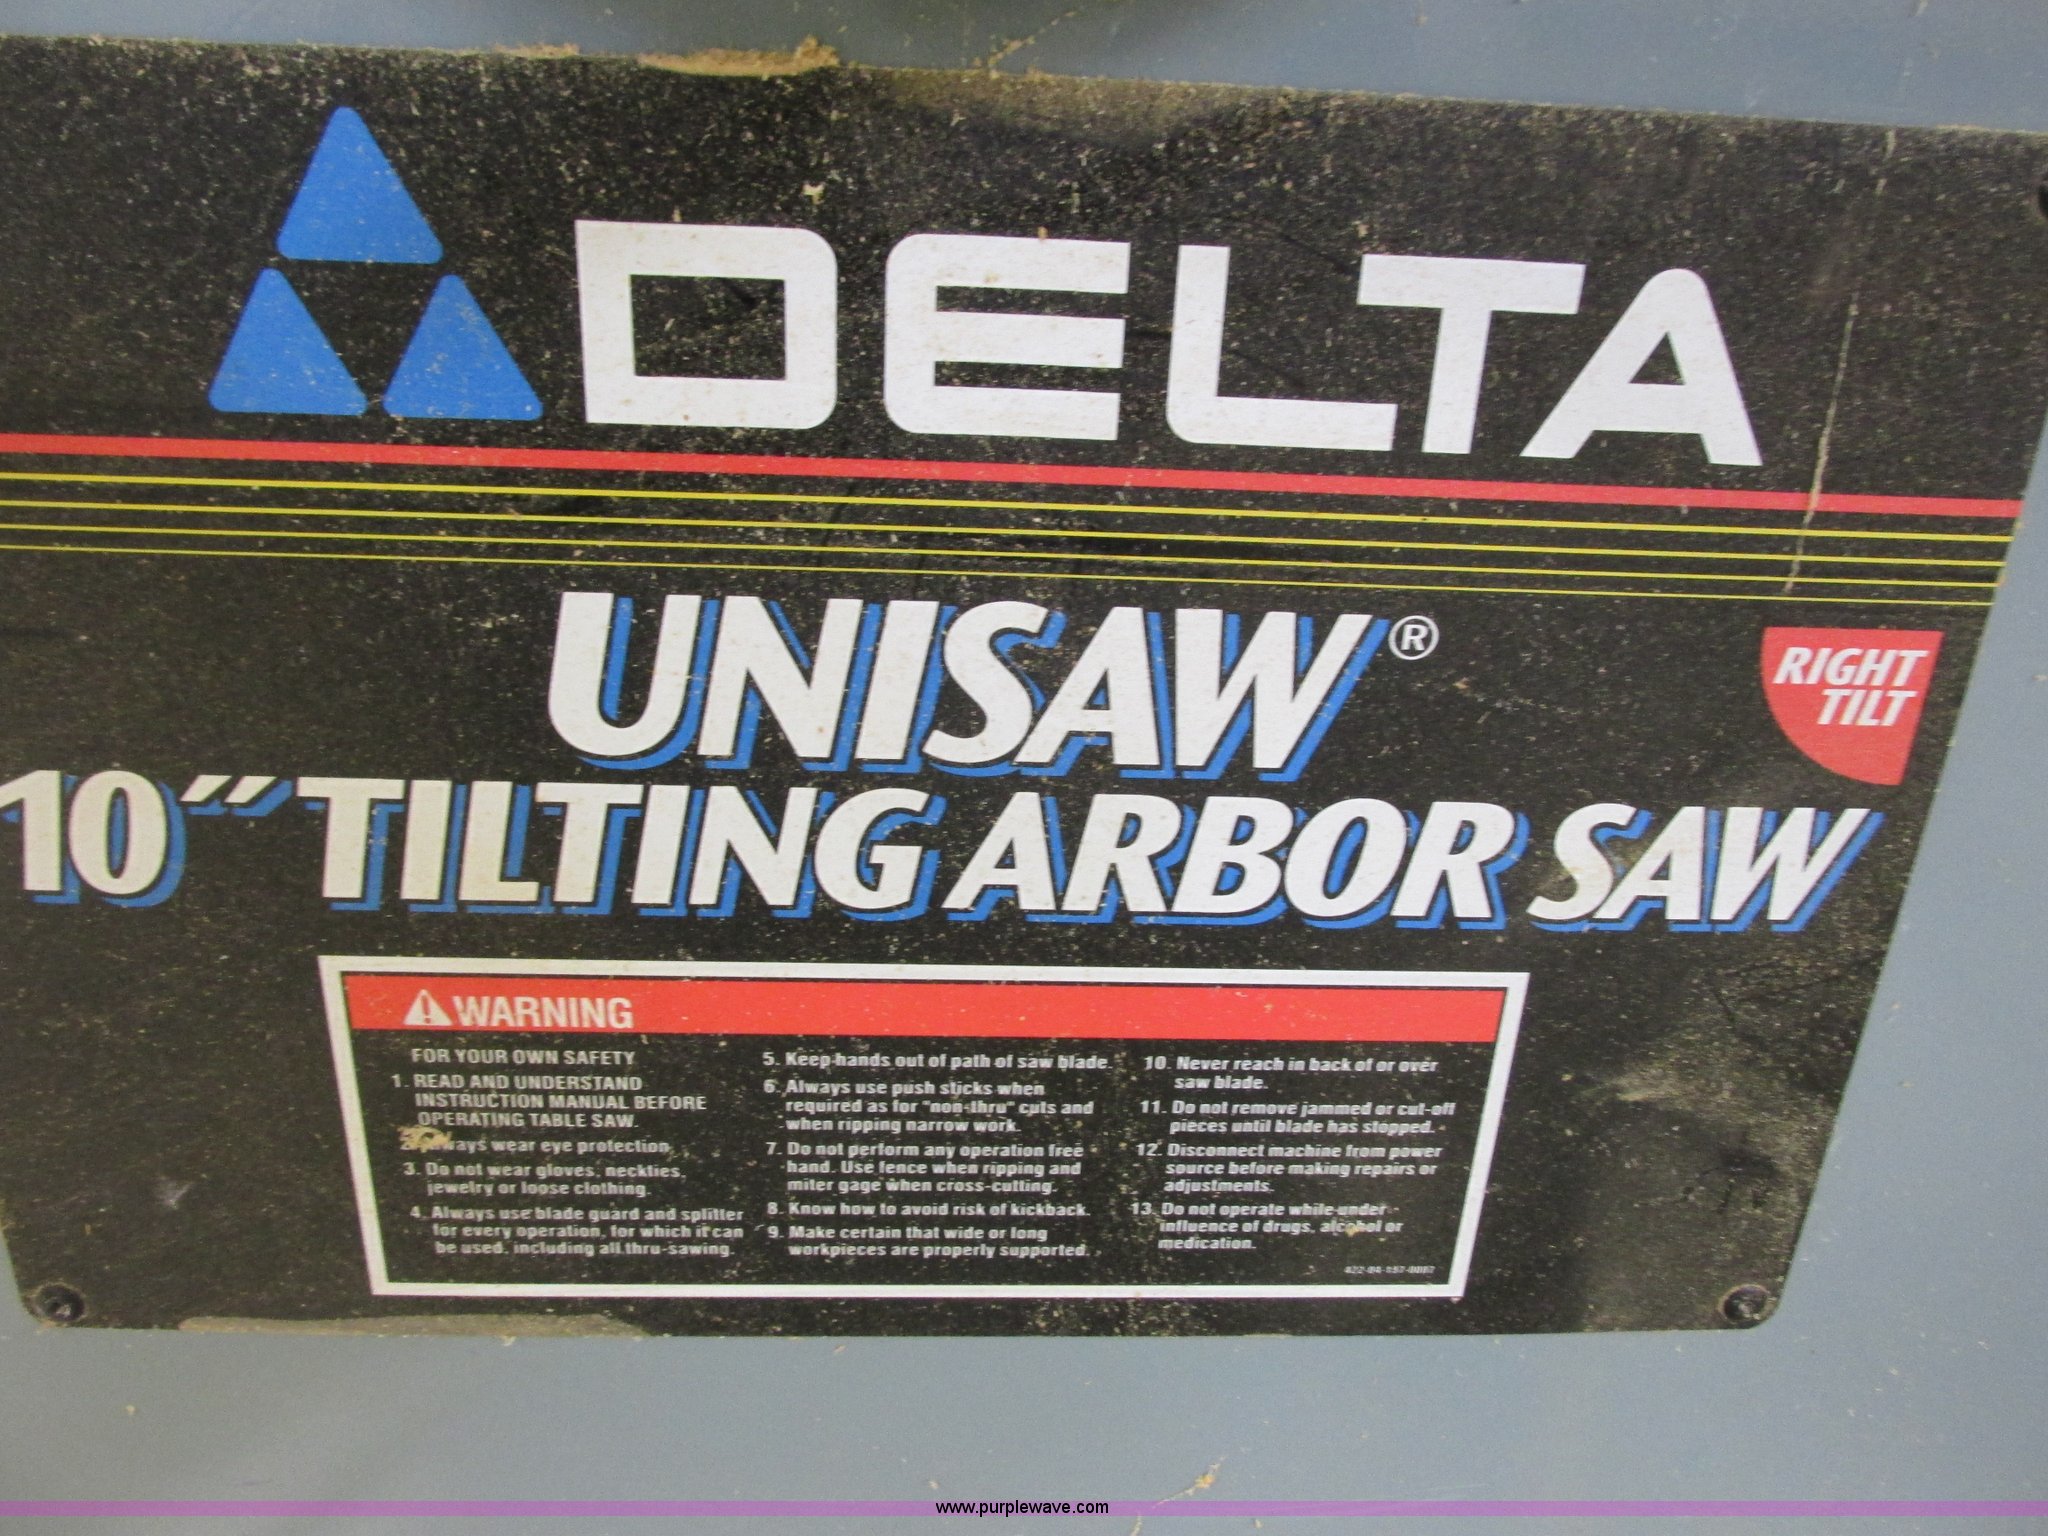 DELTA
UNISAW®
RIGHT
TILT
10" TILTING ARBOR SAW
⚠WARNING
FOR YOUR OWN SAFETY
1. READ AND UNDERSTAND
INSTRUCTION MANUAL BEFORE
OPERATING TABLE SAW.
2. Always wear eye protection.
3. Do not wear gloves, neckties,
jewelry or loose clothing.
4. Always use blade guard and splitter
for every operation, for which it can
be used, including all thru-sawing.
5. Keep hands out of path of saw blade.
6. Always use push sticks when
required as for "non-thru" cuts and
when ripping narrow work.
7. Do not perform any operation free
hand. Use fence when ripping and
miter gage when cross-cutting.
8. Know how to avoid risk of kickback.
9. Make certain that wide or long
workpieces are properly supported.
10. Never reach in back of or over
saw blade.
11. Do not remove jammed or cut-off
pieces until blade has stopped.
12. Disconnect machine from power
source before making repairs or
adjustments.
13. Do not operate while under
influence of drugs, alcohol or
medication.
www.purplewave.com